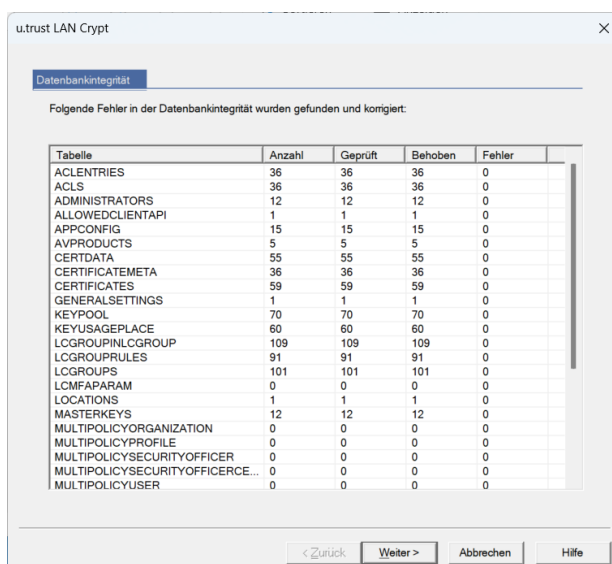 u.trust LAN Crypt
Datenbankintegrität
Folgende Fehler in der Datenbankintegrität wurden gefunden und korrigiert:
Tabelle Anzahl Geprüft Behoben Fehler
ACLENTRIES 36 36 36 0
ACLS 36 36 36 0
ADMINISTRATORS 12 12 12 0
ALLOWEDCLIENTAPI 1 1 1 0
APPCONFIG 15 15 15 0
AVPRODUCTS 5 5 5 0
CERTDATA 55 55 55 0
CERTIFICATEMETA 36 36 36 0
CERTIFICATES 59 59 59 0
GENERALSETTINGS 1 1 1 0
KEYPOOL 70 70 70 0
KEYUSAGEPLACE 60 60 60 0
LCGROUPINLCGROUP 109 109 109 0
LCGROUPRULES 91 91 91 0
LCGROUPS 101 101 101 0
LCMFAPARAM 0 0 0 0
LOCATIONS 1 1 1 0
MASTERKEYS 12 12 12 0
MULTIPOLICYORGANIZATION 0 0 0 0
MULTIPOLICYPROFILE 0 0 0 0
MULTIPOLICYSECURITYOFFICER 0 0 0 0
MULTIPOLICYSECURITYOFFICERCE... 0 0 0 0
MULTIPOLICYUSER 0 0 0 0
< Zurück Weiter > Abbrechen Hilfe